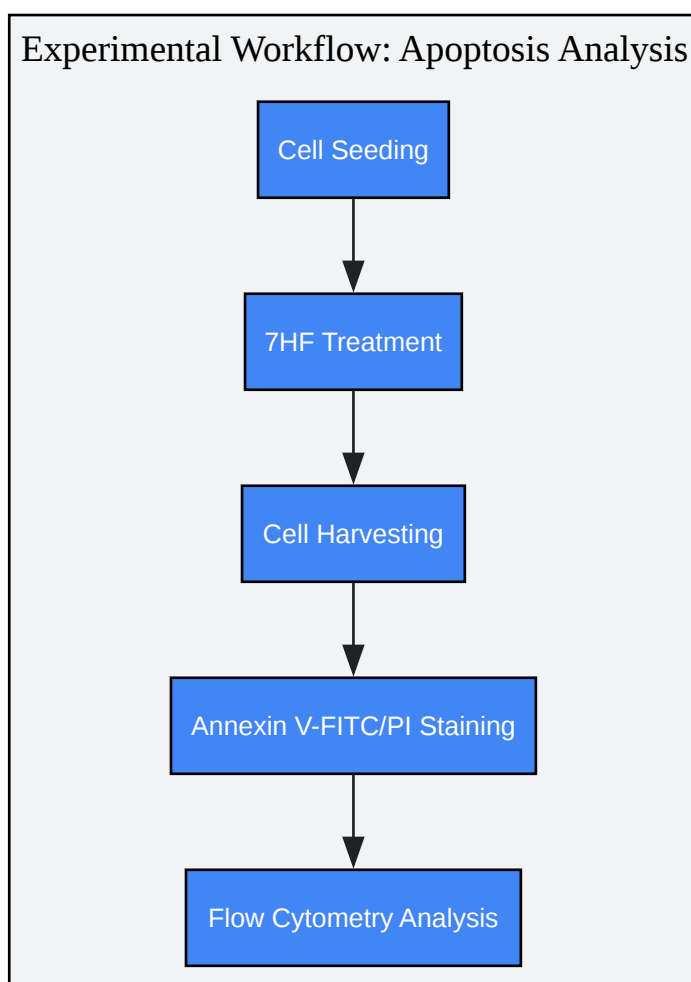 Experimental Workflow: Apoptosis Analysis
Cell Seeding
7HF Treatment
Cell Harvesting
Annexin V-FITC/PI Staining
Flow Cytometry Analysis